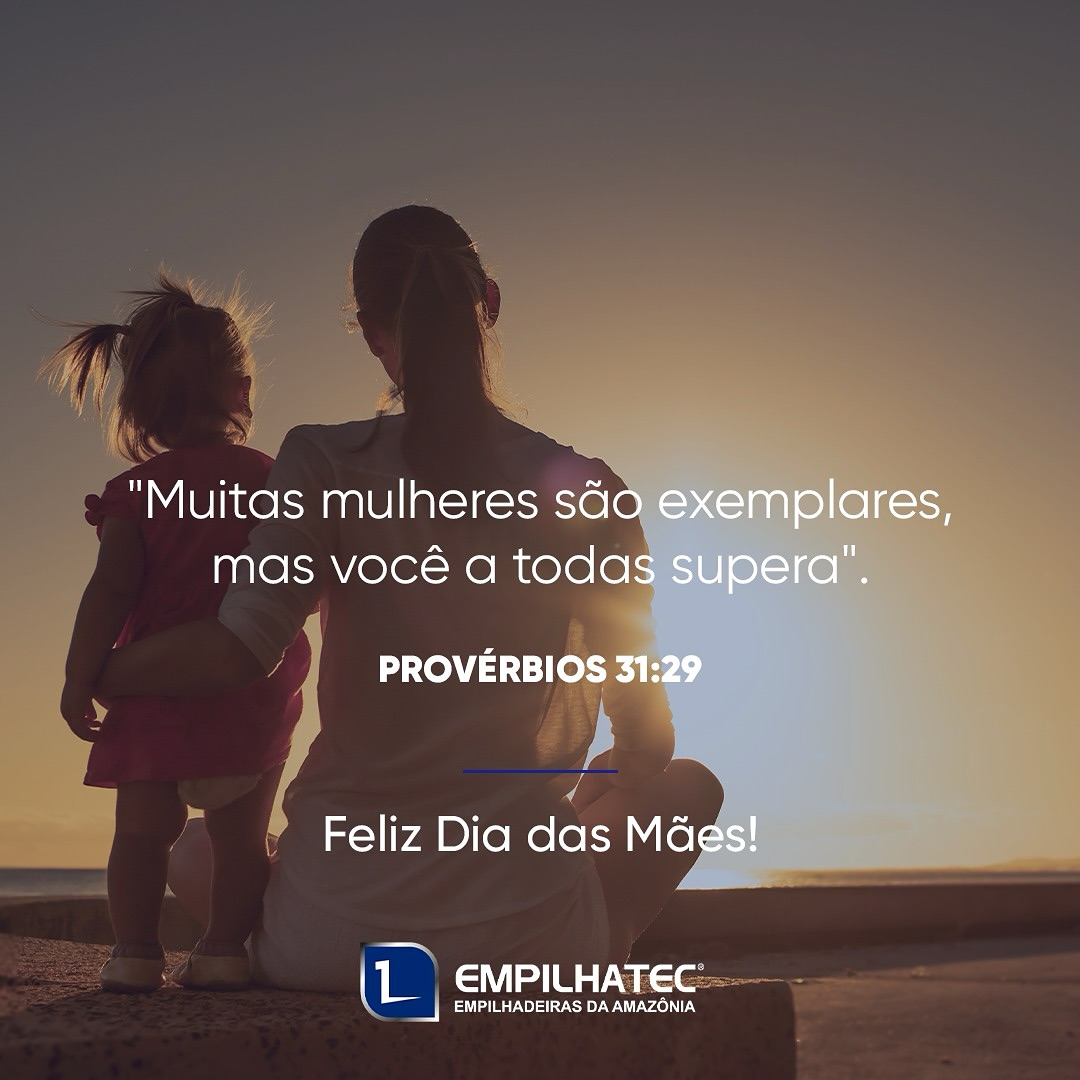 "Muitas mulheres são exemplares,
mas você a todas supera".
PROVÉRBIOS 31:29
Feliz Dia das Mães!
EMPILHATEC®
EMPILHADEIRAS DA AMAZÔNIA